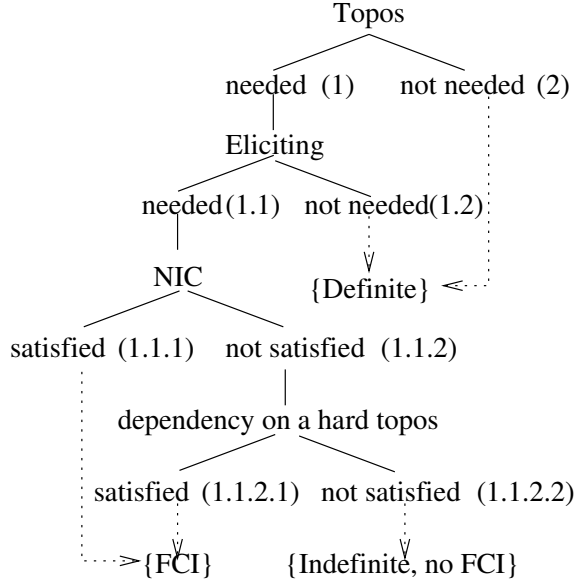 Topos
needed (1) not needed (2)
Eliciting
needed(1.1) not needed(1.2)
NIC {Definite}
satisfied (1.1.1) not satisfied (1.1.2)
dependency on a hard topos
satisfied (1.1.2.1) not satisfied (1.1.2.2)
{FCI} {Indefinite, no FCI}